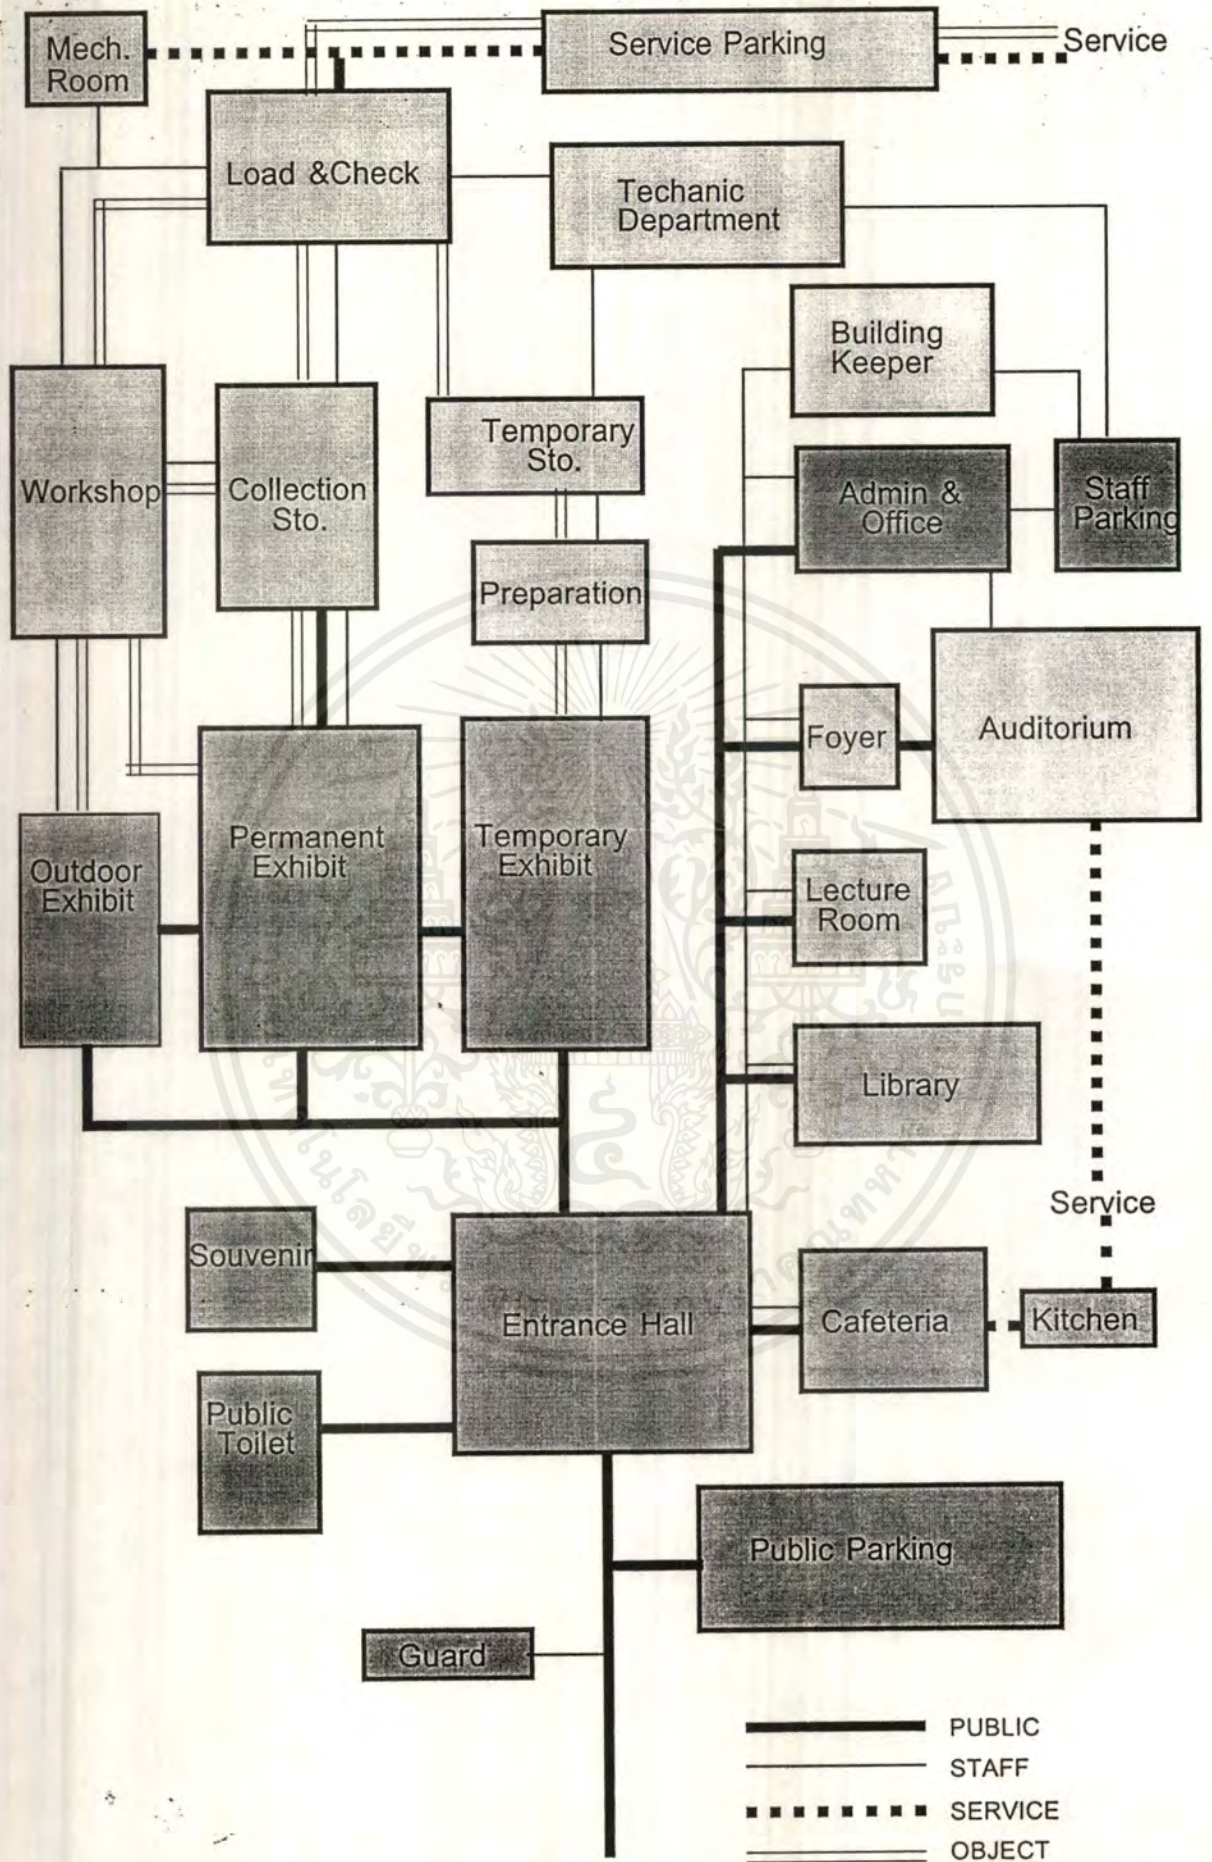 Mech.
Room
Service Parking
Service
Load &Check
Techanic
Department
Building
Keeper
Workshop
Collection
Sto.
Temporary
Sto.
Admin &
Office
Staff
Parking
Preparation
Foyer
Auditorium
Outdoor
Exhibit
Permanent
Exhibit
Temporary
Exhibit
Lecture
Room
Library
Service
Souvenir
Entrance Hall
Cafeteria
Kitchen
Public
Toilet
Public Parking
Guard
PUBLIC
STAFF
SERVICE
OBJECT